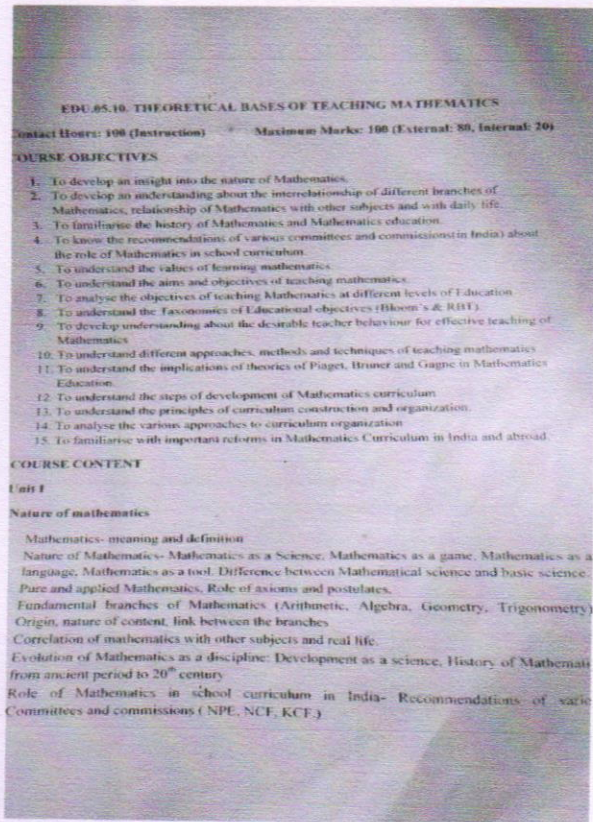 EDU.05.10. THEORETICAL BASES OF TEACHING MATHEMATICS
Contact Hours: 100 (Instruction) Maximum Marks: 100 (External: 80, Internal: 20)
COURSE OBJECTIVES
1. To develop an insight into the nature of Mathematics.
2. To develop an understanding about the interrelationship of different branches of
Mathematics, relationship of Mathematics with other subjects and with daily life.
3. To familiarise the history of Mathematics and Mathematics education.
4. To know the recommendations of various committees and commissions(in India) about
the role of Mathematics in school curriculum.
5. To understand the values of learning mathematics.
6. To understand the aims and objectives of teaching mathematics.
7. To analyse the objectives of teaching Mathematics at different levels of Education
8. To understand the Taxonomies of Educational objectives (Bloom's & RBT).
9. To develop understanding about the desirable teacher behaviour for effective teaching of
Mathematics
10. To understand different approaches, methods and techniques of teaching mathematics
11. To understand the implications of theories of Piaget, Bruner and Gagne in Mathematics
Education.
12. To understand the steps of development of Mathematics curriculum
13. To understand the principles of curriculum construction and organization.
14. To analyse the various approaches to curriculum organization
15. To familiarise with important reforms in Mathematics Curriculum in India and abroad.
COURSE CONTENT
Unit I
Nature of mathematics
Mathematics- meaning and definition
Nature of Mathematics- Mathematics as a Science, Mathematics as a game, Mathematics as a
language, Mathematics as a tool. Difference between Mathematical science and basic science.
Pure and applied Mathematics, Role of axioms and postulates,
Fundamental branches of Mathematics (Arithmetic, Algebra, Geometry, Trigonometry)
Origin, nature of content, link between the branches
Correlation of mathematics with other subjects and real life.
Evolution of Mathematics as a discipline: Development as a science, History of Mathemati
from ancient period to 20th century
Role of Mathematics in school curriculum in India- Recommendations of vario
Committees and commissions ( NPE, NCF, KCF.)